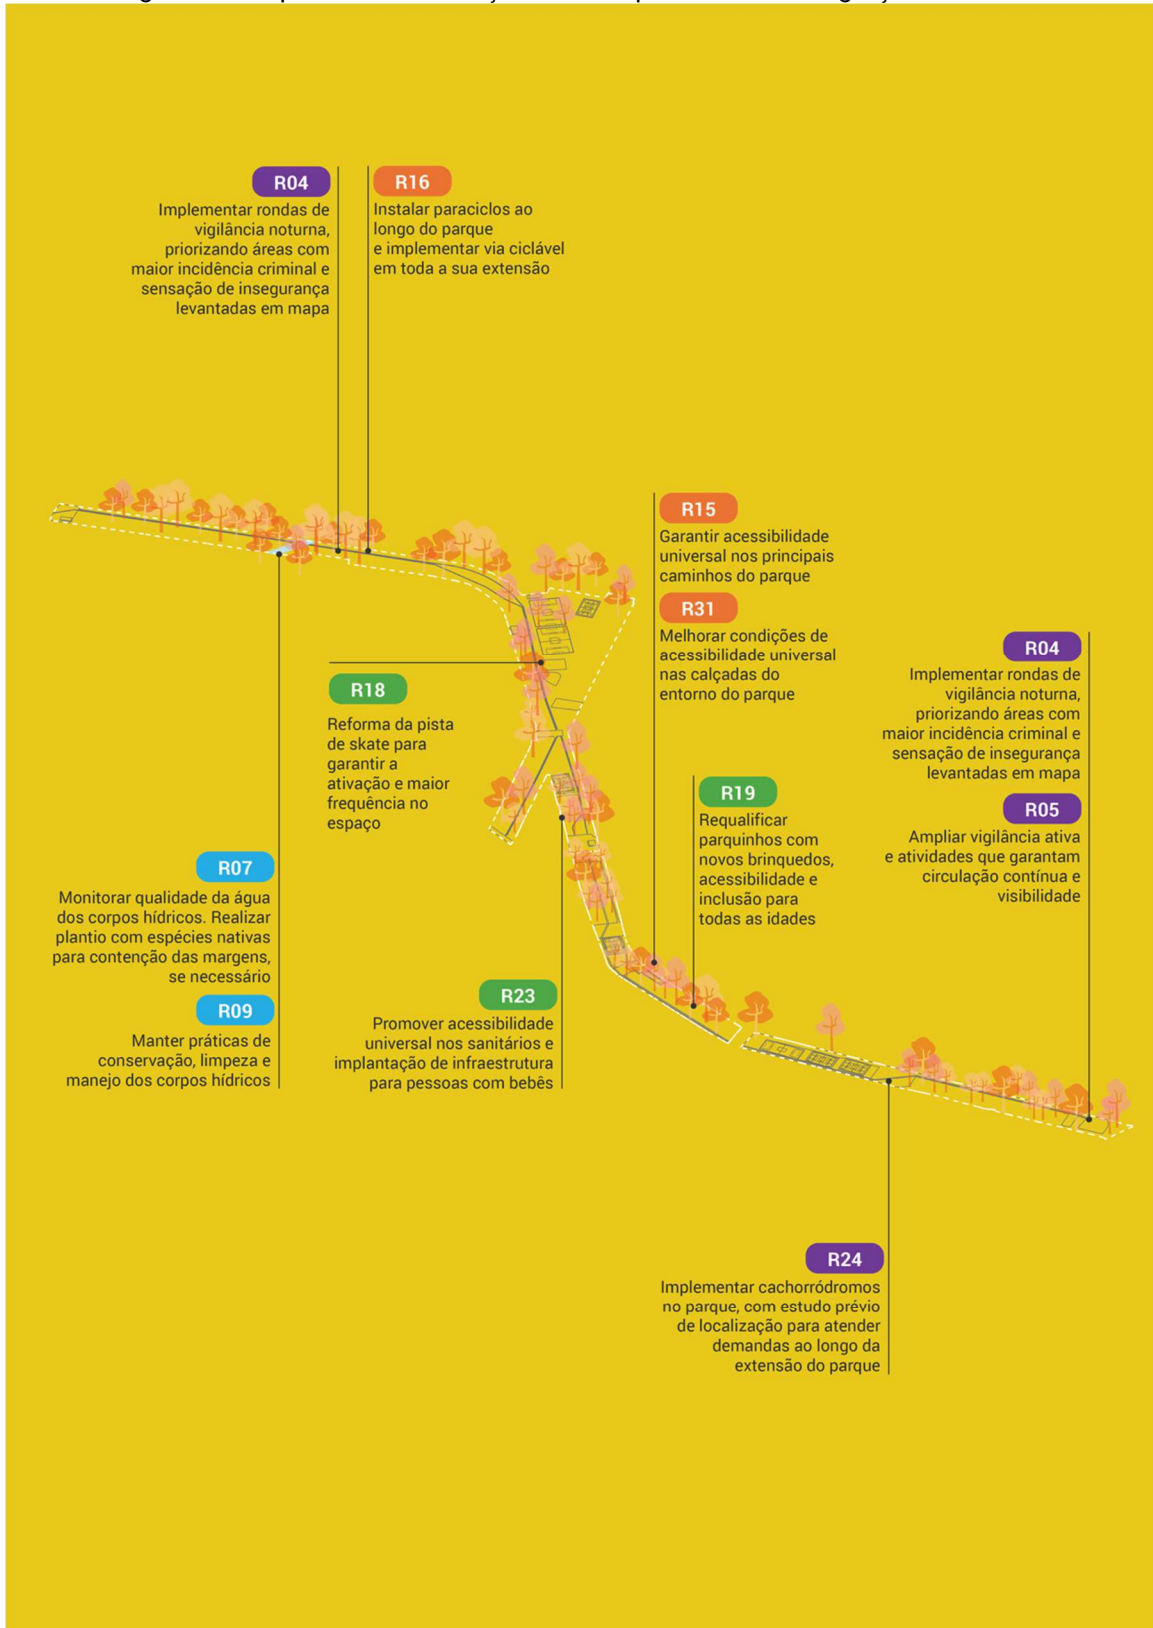 R04
Implementar rondas de
vigilância noturna,
priorizando áreas com
maior incidência criminal e
sensação de insegurança
levantadas em mapa
R16
Instalar paraciclos ao
longo do parque
e implementar via ciclável
em toda a sua extensão
R15
Garantir acessibilidade
universal nos principais
caminhos do parque
R31
Melhorar condições de
acessibilidade universal
nas calçadas do
entorno do parque
R04
Implementar rondas de
vigilância noturna,
priorizando áreas com
maior incidência criminal e
sensação de insegurança
levantadas em mapa
R05
Ampliar vigilância ativa
e atividades que garantam
circulação contínua e
visibilidade
R18
Reforma da pista
de skate para
garantir a
ativação e maior
frequência no
espaço
R19
Requalificar
parquinhos com
novos brinquedos,
acessibilidade e
inclusão para
todas as idades
R07
Monitorar qualidade da água
dos corpos hídricos. Realizar
plantio com espécies nativas
para contenção das margens,
se necessário
R09
Manter práticas de
conservação, limpeza e
manejo dos corpos hídricos
R23
Promover acessibilidade
universal nos sanitários e
implantação de infraestrutura
para pessoas com bebês
R24
Implementar cachorródromos
no parque, com estudo prévio
de localização para atender
demandas ao longo da
extensão do parque